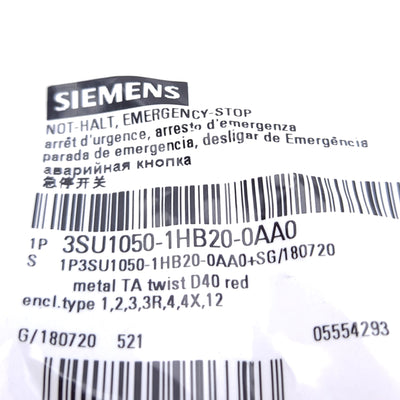 SIEMENS
NOT-HALT, EMERGENCY-STOP
arrêt d'urgence, arresto d'emergenza
parada de emergencia, desligar de Emergência
аварийная кнопка
急停开关
1P 3SU1050-1HB20-0AA0
S 1P3SU1050-1HB20-0AA0+SG/180720
metal TA twist D40 red
encl.type 1,2,3,3R,4,4X,12
G/180720 521 05554293